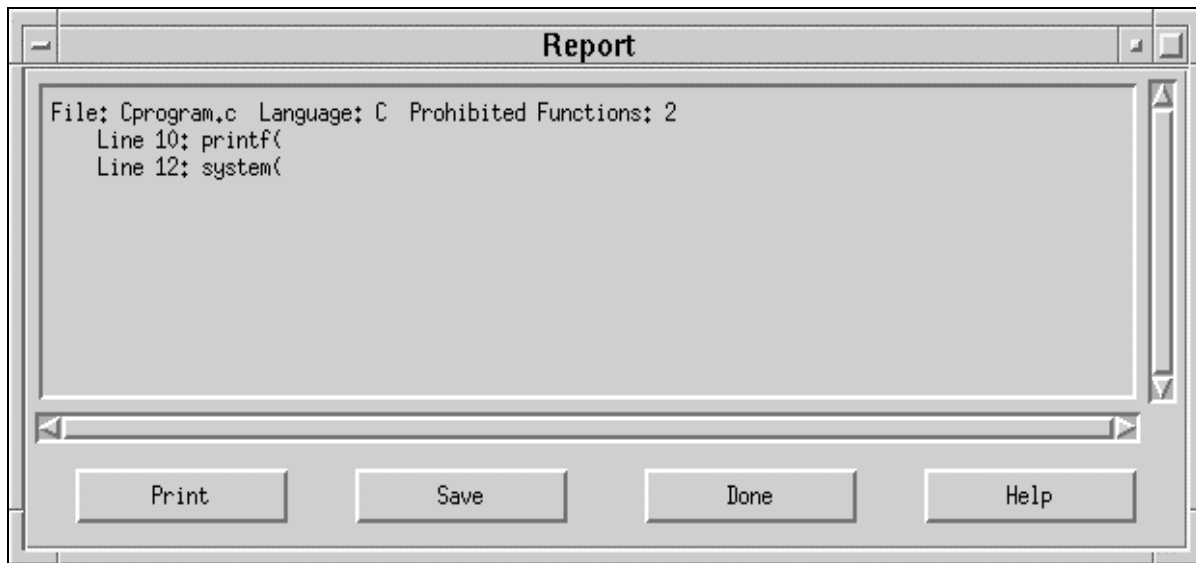 Report
File: Cprogram.c  Language: C  Prohibited Functions: 2
    Line 10: printf(
    Line 12: system(
Print
Save
Done
Help